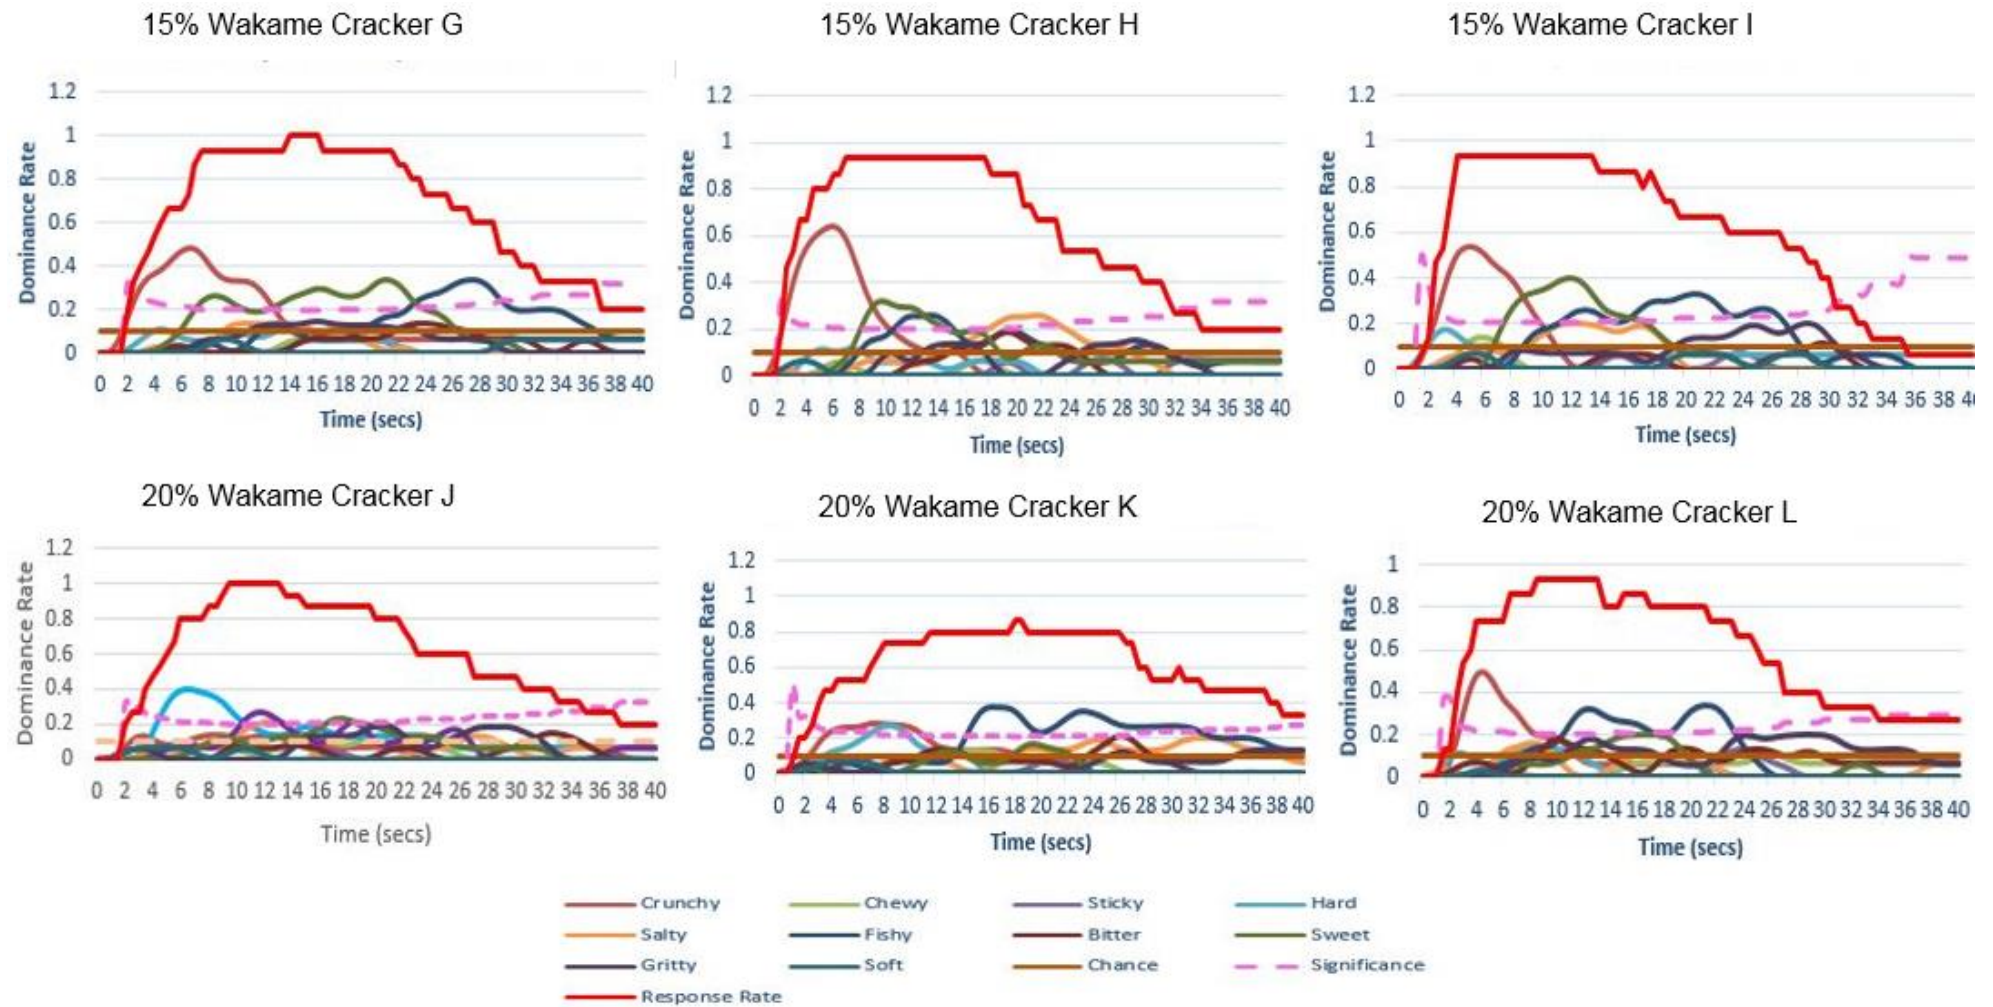 15% Wakame Cracker G
15% Wakame Cracker H
15% Wakame Cracker I
1.2
1
0.8
0.6
0.4
0.2
0
Dominance Rate
0 2 4 6 8 10 12 14 16 18 20 22 24 26 28 30 32 34 36 38 40
Time (secs)
1.2
1
0.8
0.6
0.4
0.2
0
Dominance Rate
0 2 4 6 8 10 12 14 16 18 20 22 24 26 28 30 32 34 36 38 40
Time (secs)
1.2
1
0.8
0.6
0.4
0.2
0
Dominance Rate
0 2 4 6 8 10 12 14 16 18 20 22 24 26 28 30 32 34 36 38
Time (secs)
20% Wakame Cracker J
20% Wakame Cracker K
20% Wakame Cracker L
1.2
1
0.8
0.6
0.4
0.2
0
Dominance Rate
0 2 4 6 8 10 12 14 16 18 20 22 24 26 28 30 32 34 36 38 40
Time (secs)
1.2
1
0.8
0.6
0.4
0.2
0
Dominance Rate
0 2 4 6 8 10 12 14 16 18 20 22 24 26 28 30 32 34 36 38 40
Time (secs)
1
0.8
0.6
0.4
0.2
0
Dominance Rate
0 2 4 6 8 10 12 14 16 18 20 22 24 26 28 30 32 34 36 38 40
Time (secs)
Crunchy Chewy Sticky Hard
Salty Fishy Bitter Sweet
Gritty Soft Chance Significance
Response Rate